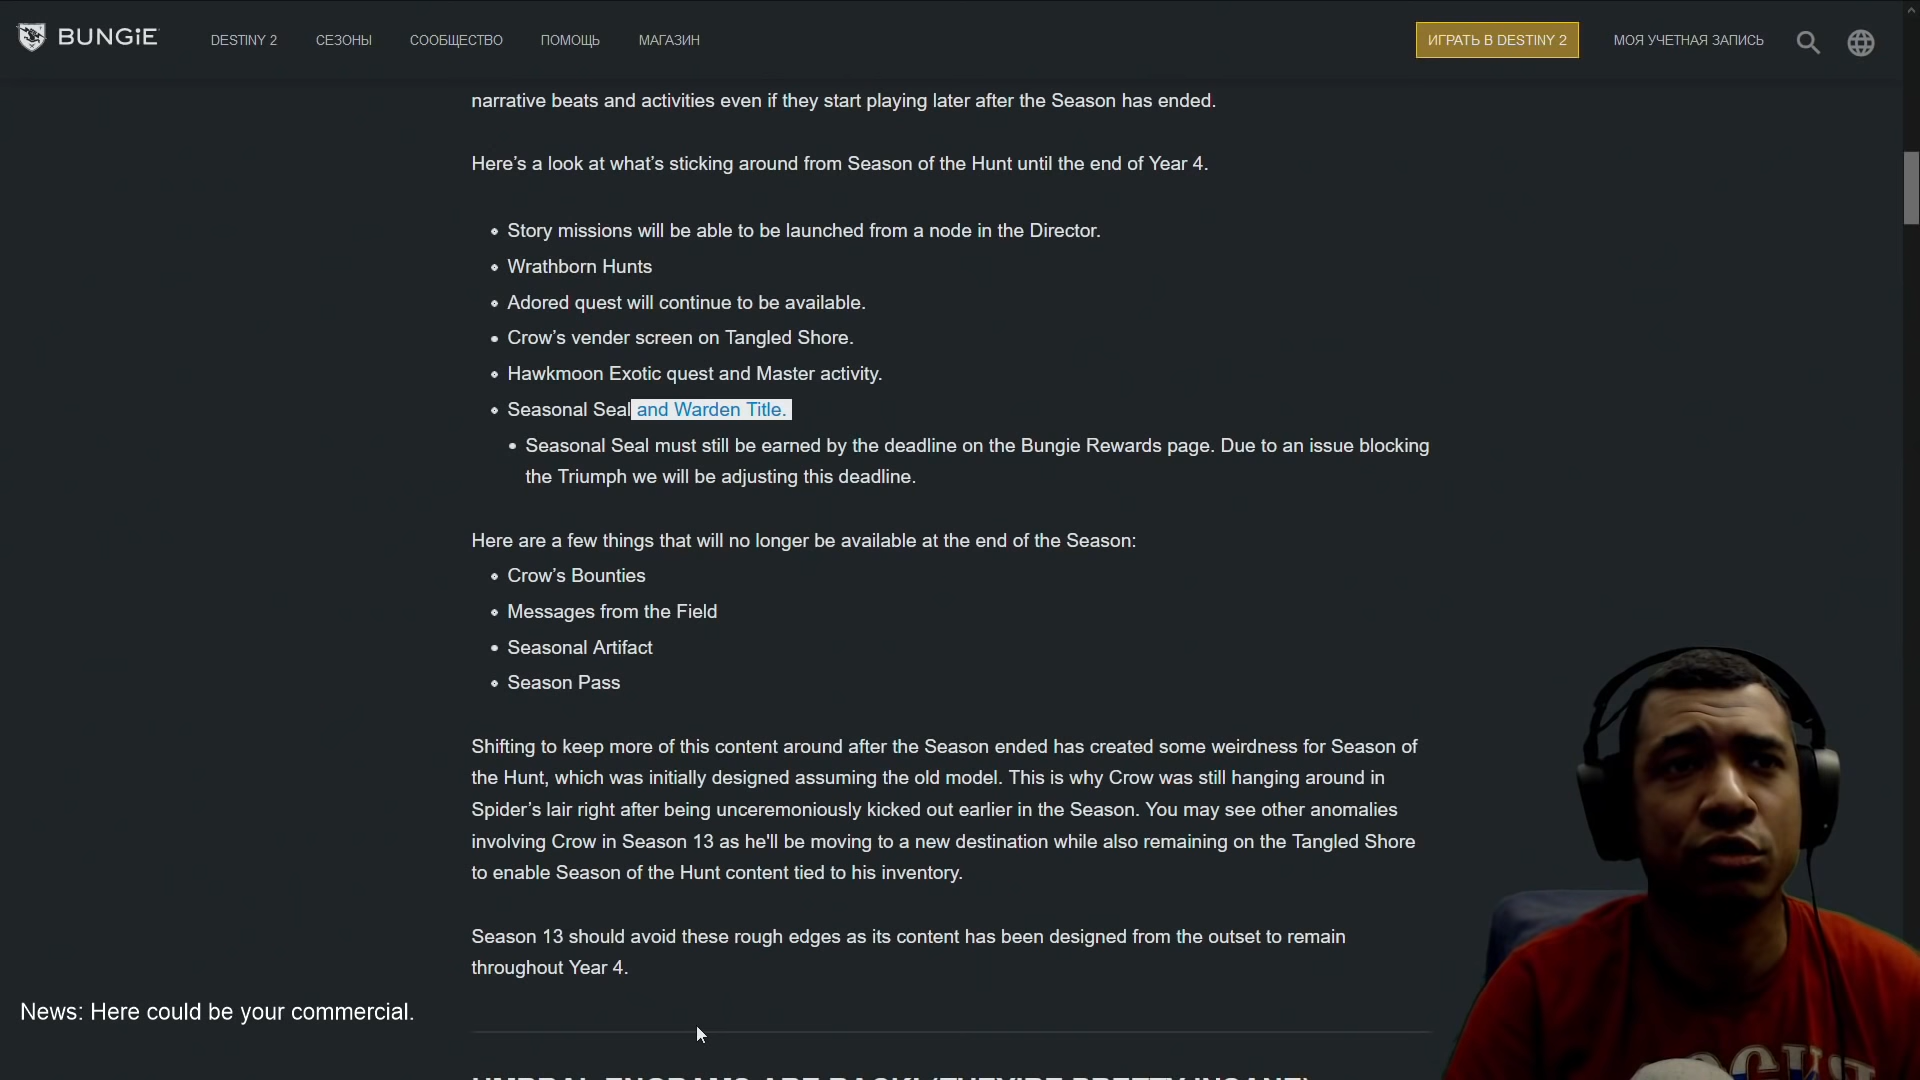 BUNGiE
DESTINY 2 СЕЗОНЫ СООБЩЕСТВО ПОМОЩЬ МАГАЗИН ИГРАТЬ В DESTINY 2 МОЯ УЧЕТНАЯ ЗАПИСЬ
narrative beats and activities even if they start playing later after the Season has ended.
Here’s a look at what’s sticking around from Season of the Hunt until the end of Year 4.
Story missions will be able to be launched from a node in the Director.
Wrathborn Hunts
Adored quest will continue to be available.
Crow’s vender screen on Tangled Shore.
Hawkmoon Exotic quest and Master activity.
Seasonal Seal and Warden Title.
Seasonal Seal must still be earned by the deadline on the Bungie Rewards page. Due to an issue blocking
the Triumph we will be adjusting this deadline.
Here are a few things that will no longer be available at the end of the Season:
Crow’s Bounties
Messages from the Field
Seasonal Artifact
Season Pass
Shifting to keep more of this content around after the Season ended has created some weirdness for Season of
the Hunt, which was initially designed assuming the old model. This is why Crow was still hanging around in
Spider’s lair right after being unceremoniously kicked out earlier in the Season. You may see other anomalies
involving Crow in Season 13 as he'll be moving to a new destination while also remaining on the Tangled Shore
to enable Season of the Hunt content tied to his inventory.
Season 13 should avoid these rough edges as its content has been designed from the outset to remain
throughout Year 4.
News: Here could be your commercial.
UMBRAL ENGRAMS ARE BACK! (THEY'RE PRETTY INSANE)